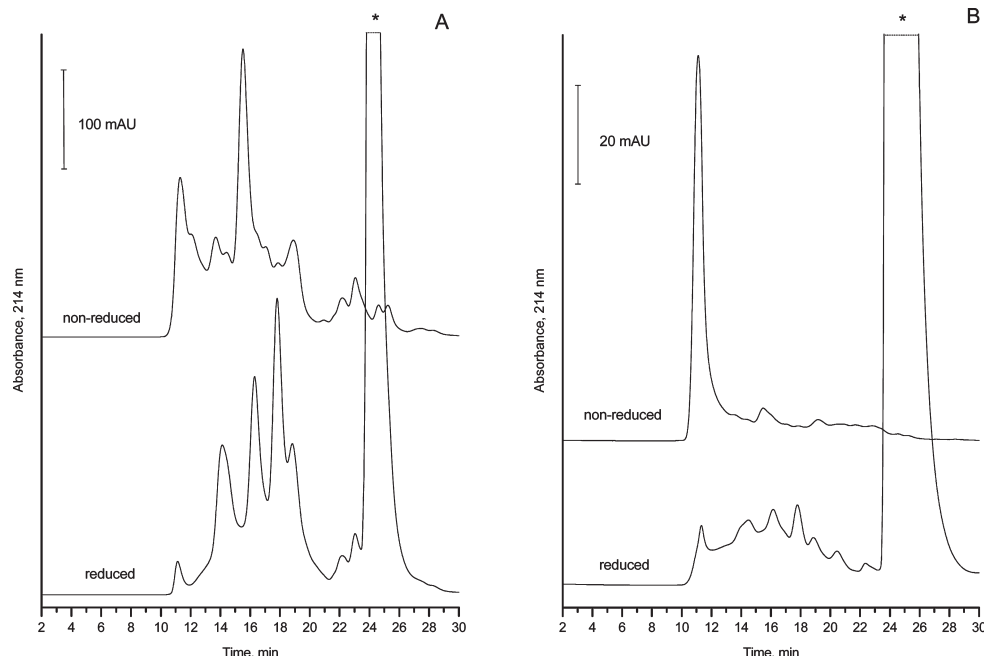 *
A
100 mAU
Absorbance, 214 nm
non-reduced
reduced
2 4 6 8 10 12 14 16 18 20 22 24 26 28 30
Time, min
*
B
20 mAU
Absorbance, 214 nm
non-reduced
reduced
2 4 6 8 10 12 14 16 18 20 22 24 26 28 30
Time, min